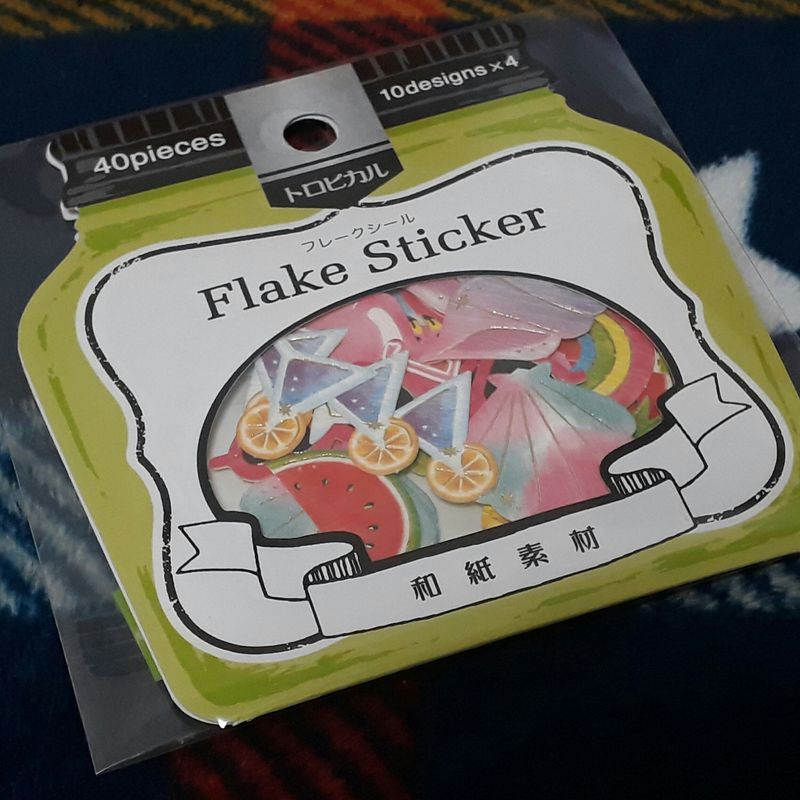 40pieces
10designs×4
トロピカル
フレークシール
Flake Sticker
和紙素材